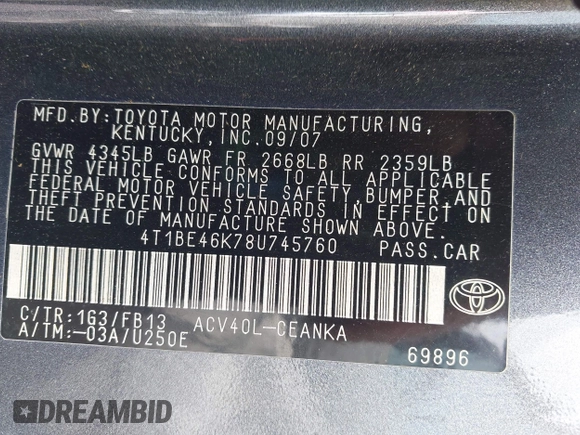 MFD.BY:TOYOTA MOTOR MANUFACTURING,
KENTUCKY, INC. 09/07
GVWR 4345LB GAWR FR 2668LB RR 2359LB
THIS VEHICLE CONFORMS TO ALL APPLICABLE
FEDERAL MOTOR VEHICLE SAFETY, BUMPER, AND
THEFT PREVENTION STANDARDS IN EFFECT ON
THE DATE OF MANUFACTURE SHOWN ABOVE.
4T1BE46K78U745760 PASS.CAR
C/TR:1G3/FB13 ACV40L-CEANKA
A/TM:-03A/U250E
69896
DREAMBID